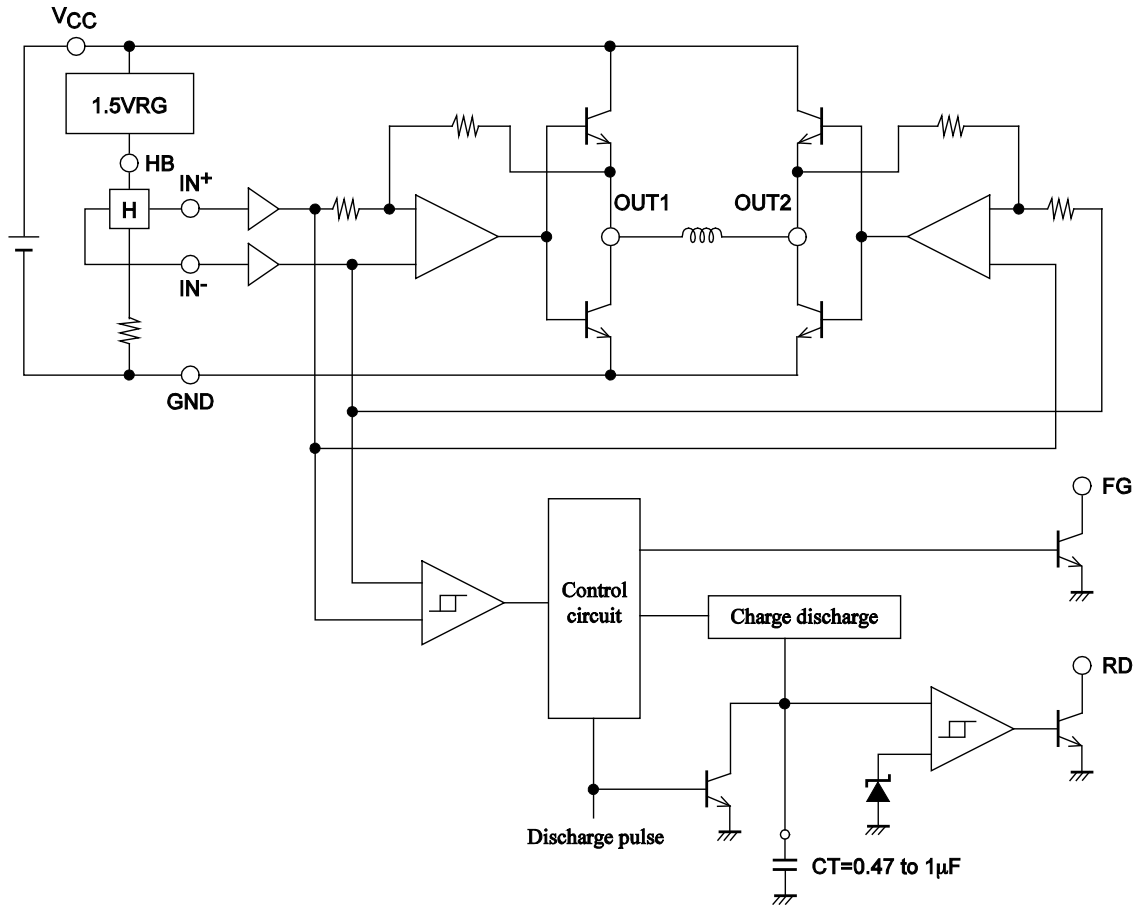 VCC
1.5VRG
HB
IN+
H
OUT1
OUT2
IN-
GND
FG
Control
circuit
Charge discharge
RD
Discharge pulse
CT=0.47 to 1μF